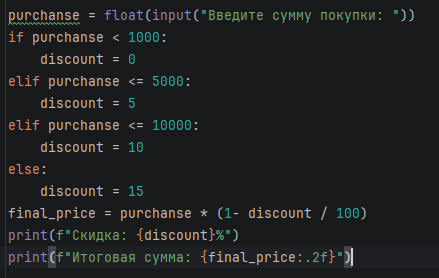 purchanse = float(input("Введите сумму покупки: "))
if purchanse < 1000:
    discount = 0
elif purchanse <= 5000:
    discount = 5
elif purchanse <= 10000:
    discount = 10
else:
    discount = 15
final_price = purchanse * (1- discount / 100)
print(f"Скидка: {discount}%")
print(f"Итоговая сумма: {final_price:.2f}")